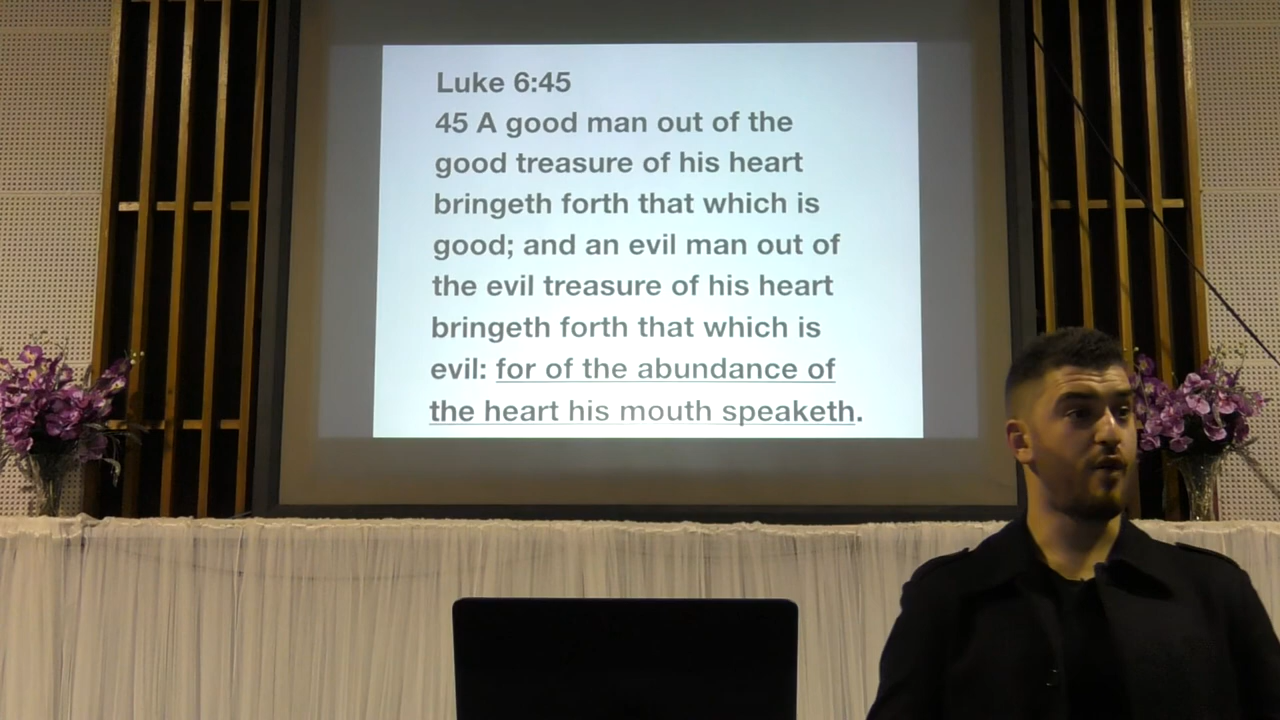 Luke 6:45
45 A good man out of the
good treasure of his heart
bringeth forth that which is
good; and an evil man out of
the evil treasure of his heart
bringeth forth that which is
evil: for of the abundance of
the heart his mouth speaketh.